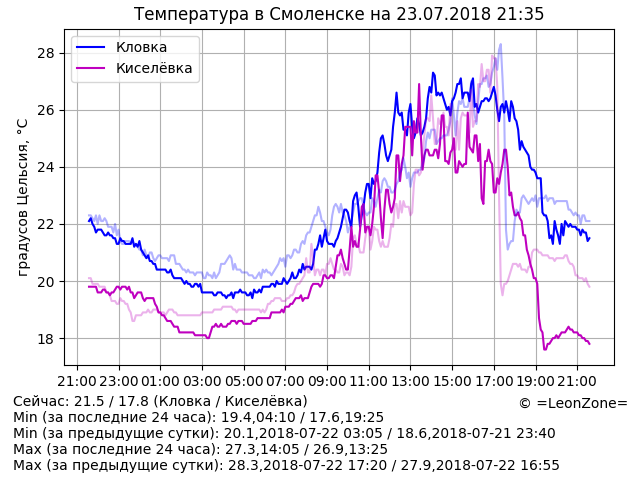 Температура в Смоленске на 23.07.2018 21:35
Кловка
Киселёвка
градусов Цельсия, °C
28
26
24
22
20
18
21:00 23:00 01:00 03:00 05:00 07:00 09:00 11:00 13:00 15:00 17:00 19:00 21:00
Сейчас: 21.5 / 17.8 (Кловка / Киселёвка)
© =LeonZone=
Min (за последние 24 часа): 19.4,04:10 / 17.6,19:25
Min (за предыдущие сутки): 20.1,2018-07-22 03:05 / 18.6,2018-07-21 23:40
Max (за последние 24 часа): 27.3,14:05 / 26.9,13:25
Max (за предыдущие сутки): 28.3,2018-07-22 17:20 / 27.9,2018-07-22 16:55